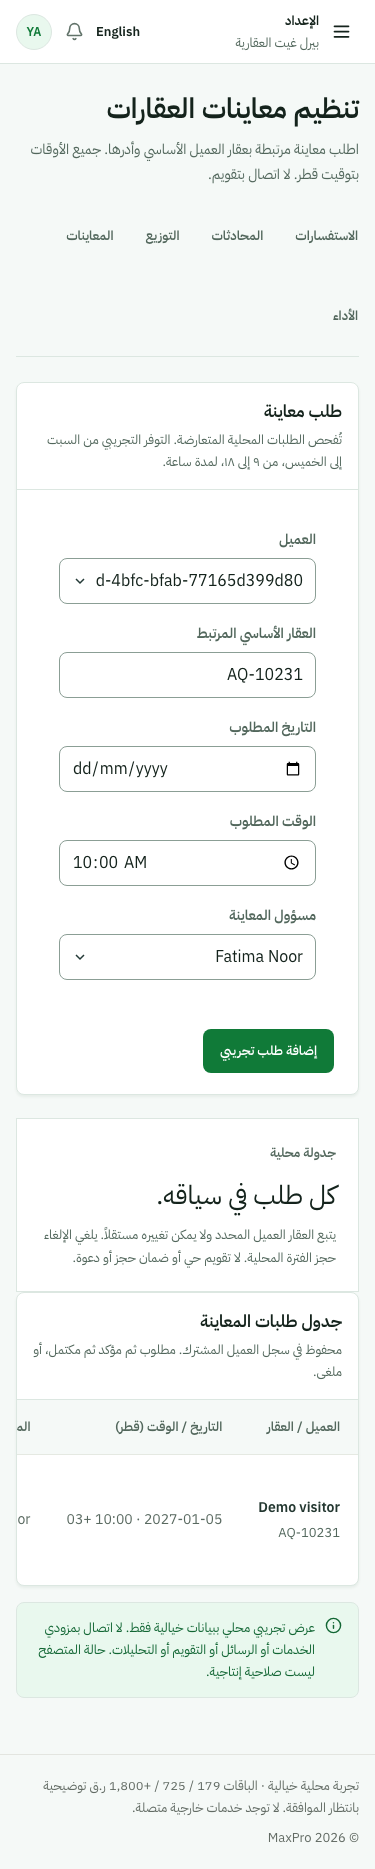 الإعداد
بيرل غيت العقارية
English
YA
تنظيم معاينات العقارات
اطلب معاينة مرتبطة بعقار العميل الأساسي وأدرها. جميع الأوقات
بتوقيت قطر. لا اتصال بتقويم.
الاستفسارات
المحادثات
التوزيع
المعاينات
الأداء
طلب معاينة
تُفحص الطلبات المحلية المتعارضة. التوفر التجريبي من السبت
إلى الخميس، من ٩ إلى ١٨، لمدة ساعة.
العميل
d-4bfc-bfab-77165d399d80
العقار الأساسي المرتبط
AQ-10231
التاريخ المطلوب
dd/mm/yyyy
الوقت المطلوب
10:00 AM
مسؤول المعاينة
Fatima Noor
إضافة طلب تجريبي
جدولة محلية
كل طلب في سياقه.
يتبع العقار العميل المحدد ولا يمكن تغييره مستقلاً. يلغي الإلغاء
حجز الفترة المحلية. لا تقويم حي أو ضمان حجز أو دعوة.
جدول طلبات المعاينة
محفوظ في سجل العميل المشترك. مطلوب ثم مؤكد ثم مكتمل، أو
ملغى.
العميل / العقار
التاريخ / الوقت (قطر)
Demo visitor
AQ-10231
2027-01-05 · 10:00 +03
عرض تجريبي محلي ببيانات خيالية فقط. لا اتصال بمزودي
الخدمات أو الرسائل أو التقويم أو التحليلات. حالة المتصفح
ليست صلاحية إنتاجية.
تجربة محلية خيالية · الباقات 179 / 725 / +1,800 ر.ق توضيحية
بانتظار الموافقة. لا توجد خدمات خارجية متصلة.
© 2026 MaxPro